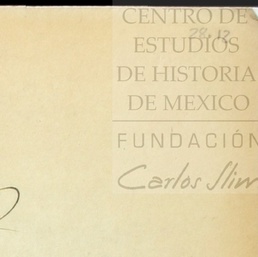 CENTRO DE
ESTUDIOS
DE HISTORIA
DE MEXICO
FUNDACIÓN
Carlos Slim